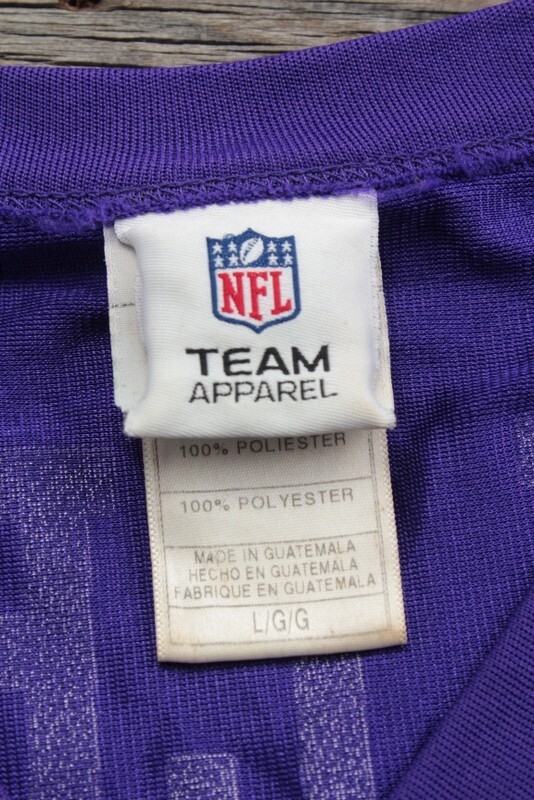 NFL
TEAM
APPAREL
100% POLIESTER
100% POLYESTER
MADE IN GUATEMALA
HECHO EN GUATEMALA
FABRIQUE EN GUATEMALA
L/G/G